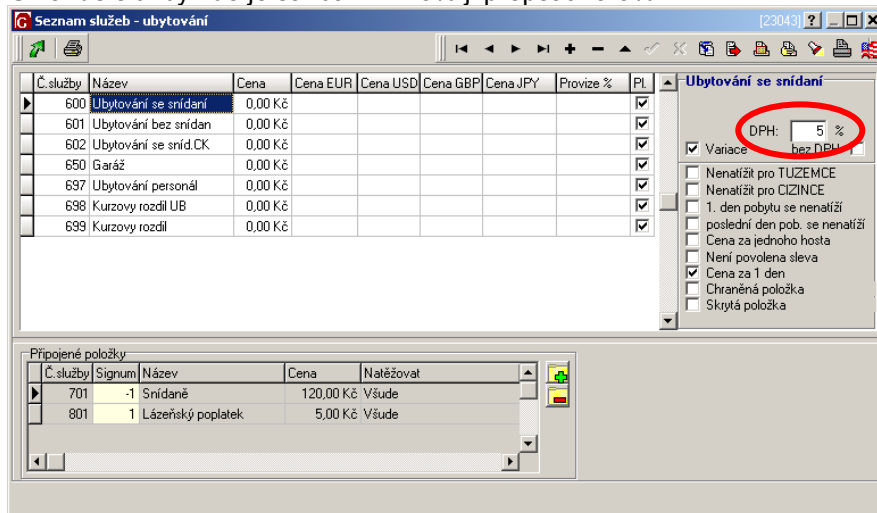 Seznam služeb - ubytování [23043]
Č.služby Název Cena Cena EUR Cena USD Cena GBP Cena JPY Provize % Pl.
600 Ubytování se snídaní 0,00 Kč
601 Ubytování bez snídan 0,00 Kč
602 Ubytování se sníd.CK 0,00 Kč
650 Garáž 0,00 Kč
697 Ubytování personál 0,00 Kč
698 Kurzovy rozdil UB 0,00 Kč
699 Kurzovy rozdíl 0,00 Kč
Ubytování se snídaní
DPH: 5 %
Variace bez DPH
Nenatížit pro TUZEMCE
Nenatížit pro CIZINCE
1. den pobytu se nenatíží
poslední den pob. se nenatíží
Cena za jednoho hosta
Není povolena sleva
Cena za 1 den
Chraněná položka
Skrytá položka
Připojené položky
Č.služby Signum Název Cena Natěžovat
701 -1 Snídaně 120,00 Kč Všude
801 1 Lázeňský poplatek 5,00 Kč Všude